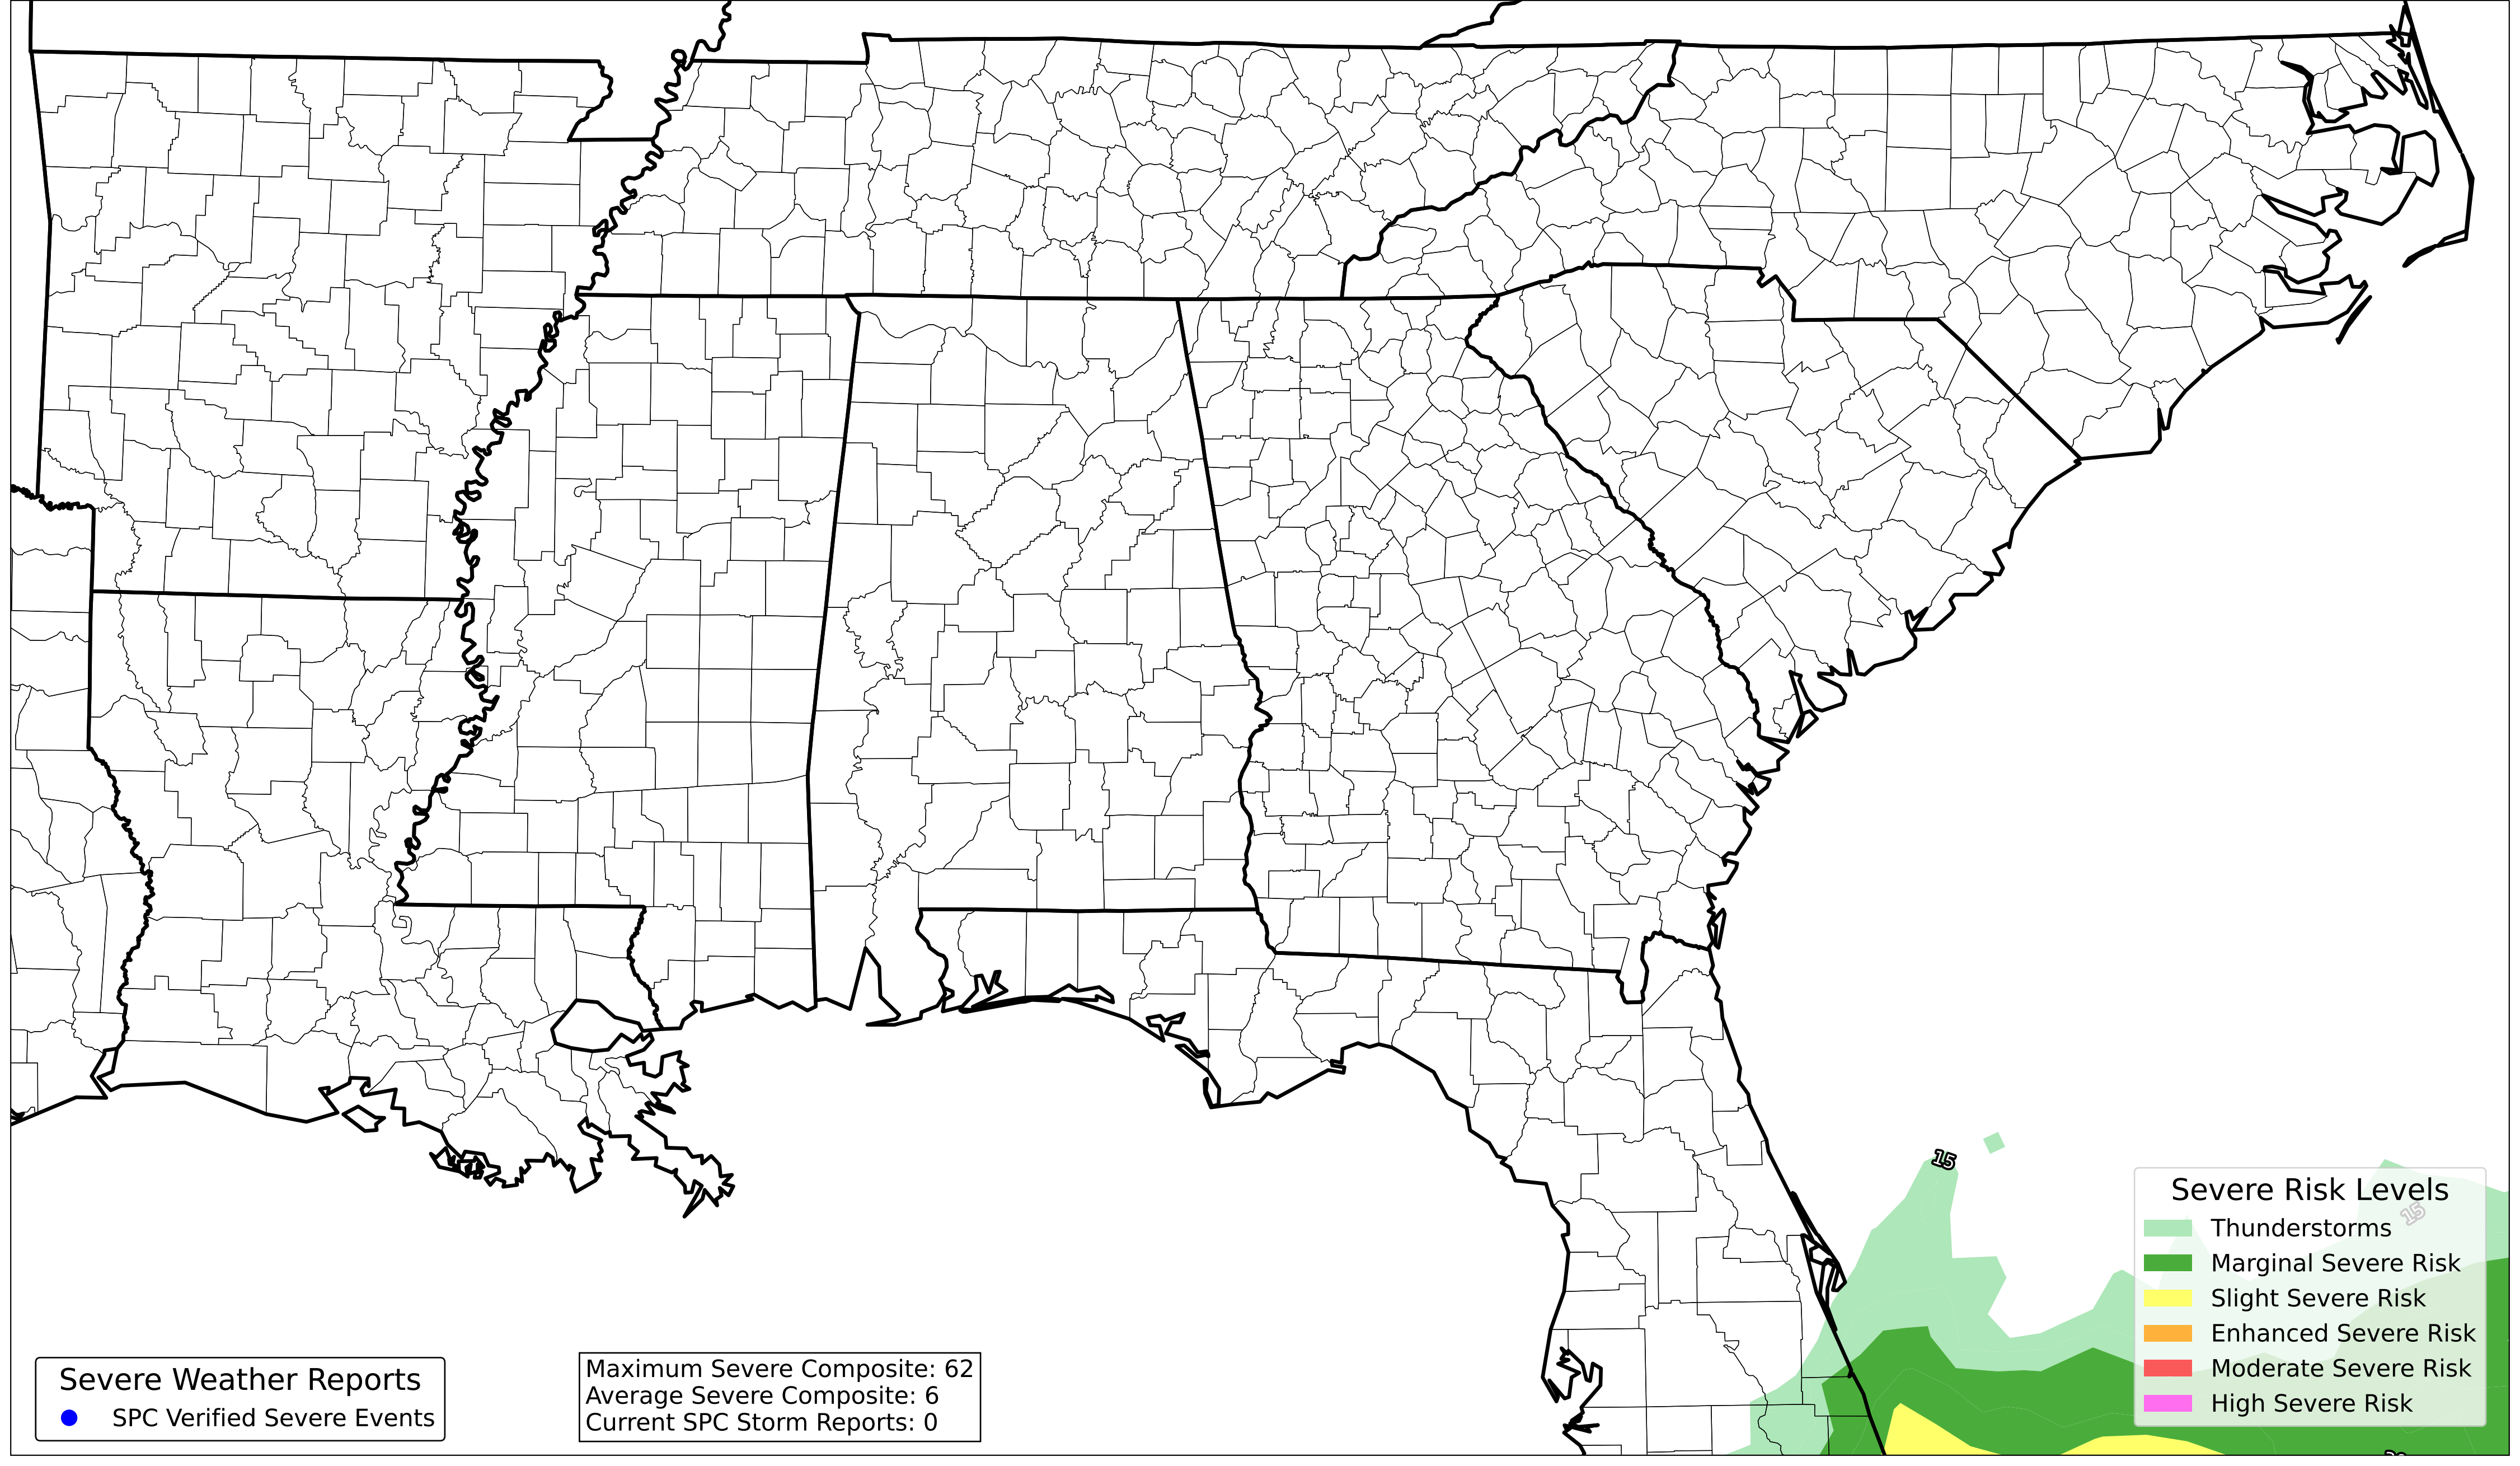 15
15
Severe Risk Levels
Thunderstorms
Marginal Severe Risk
Slight Severe Risk
Enhanced Severe Risk
Moderate Severe Risk
High Severe Risk
Severe Weather Reports
SPC Verified Severe Events
Maximum Severe Composite: 62
Average Severe Composite: 6
Current SPC Storm Reports: 0